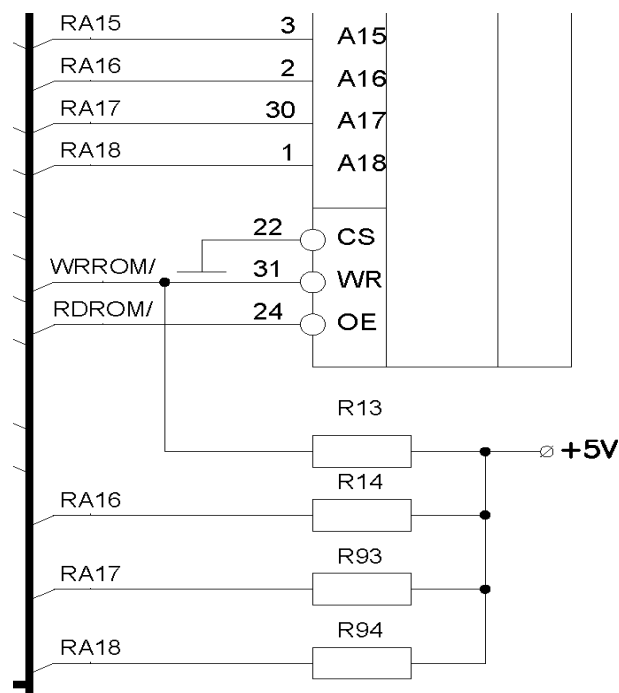 RA15 3 A15
RA16 2 A16
RA17 30 A17
RA18 1 A18
22 CS
WRROM/ 31 WR
RDROM/ 24 OE
R13
+5V
R14
RA16
R93
RA17
R94
RA18